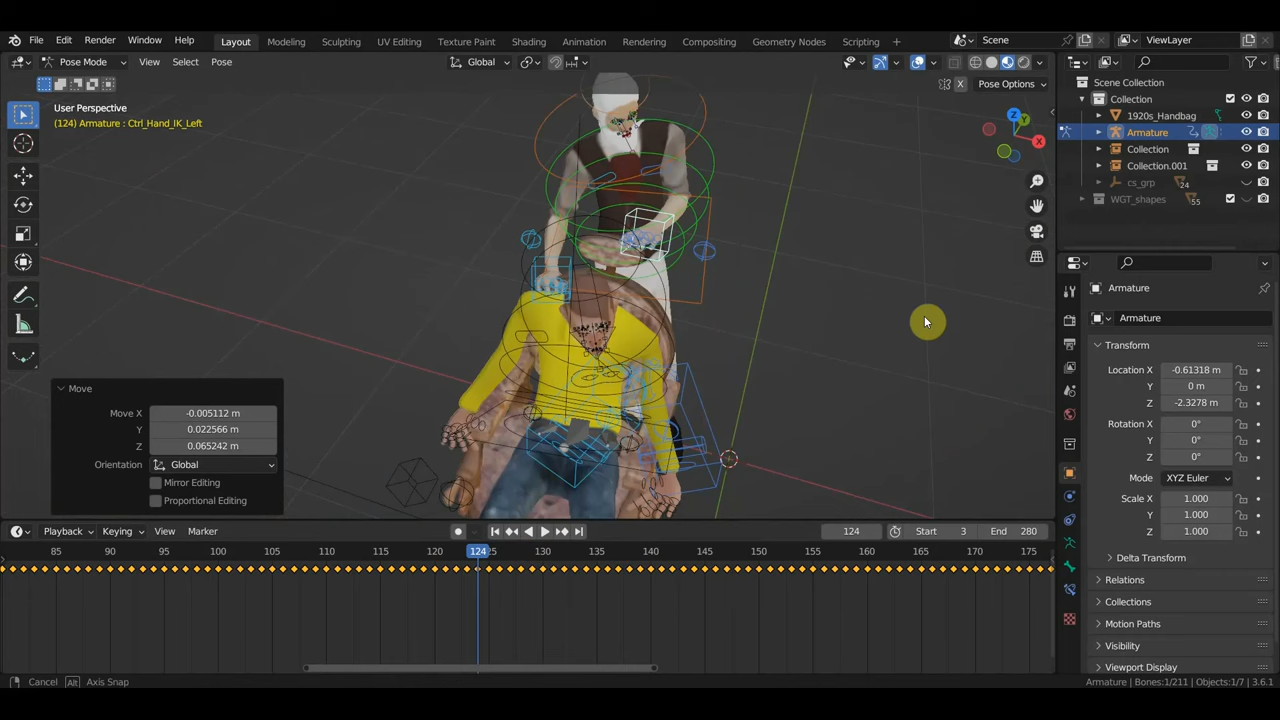 File Edit Render Window Help
Layout Modeling Sculpting UV Editing Texture Paint Shading Animation Rendering Compositing Geometry Nodes Scripting +
Scene
ViewLayer
Pose Mode View Select Pose
Global
X Pose Options
User Perspective
(124) Armature : Ctrl_Hand_IK_Left
Z
Y
X
Scene Collection
Collection
1920s_Handbag
Armature
Collection
Collection.001
cs_grp 24
WGT_shapes 55
Armature
Armature
Transform
Location X -0.61318 m
Y 0 m
Z -2.3278 m
Rotation X 0°
Y 0°
Z 0°
Mode XYZ Euler
Scale X 1.000
Y 1.000
Z 1.000
Delta Transform
Relations
Collections
Motion Paths
Visibility
Viewport Display
Move
Move X -0.005112 m
Y 0.022566 m
Z 0.065242 m
Orientation Global
Mirror Editing
Proportional Editing
Playback Keying View Marker
124 Start 3 End 280
85 90 95 100 105 110 115 120 124 130 135 140 145 150 155 160 165 170 175
Cancel Alt Axis Snap
Armature | Bones:1/211 | Objects:1/7 | 3.6.1